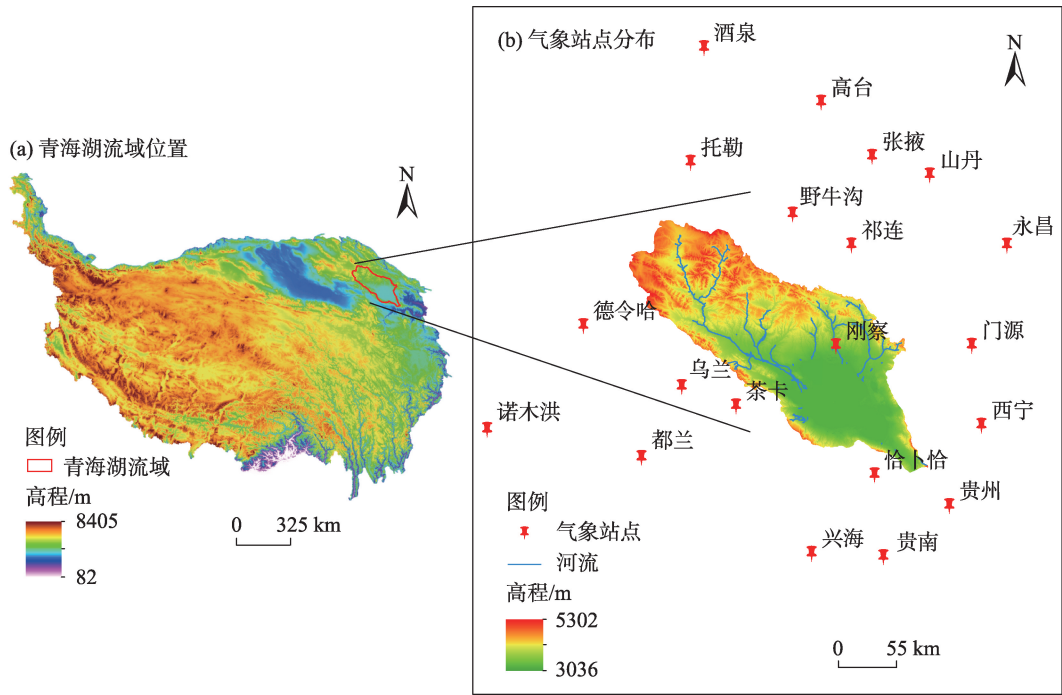 (a) 青海湖流域位置
N
图例
青海湖流域
高程/m
8405
82
0 325 km
(b) 气象站点分布
N
酒泉
高台
张掖
山丹
托勒
野牛沟
祁连
永昌
德令哈
刚察
门源
乌兰
茶卡
诺木洪
都兰
西宁
恰卜恰
贵州
兴海
贵南
图例
气象站点
河流
高程/m
5302
3036
0 55 km